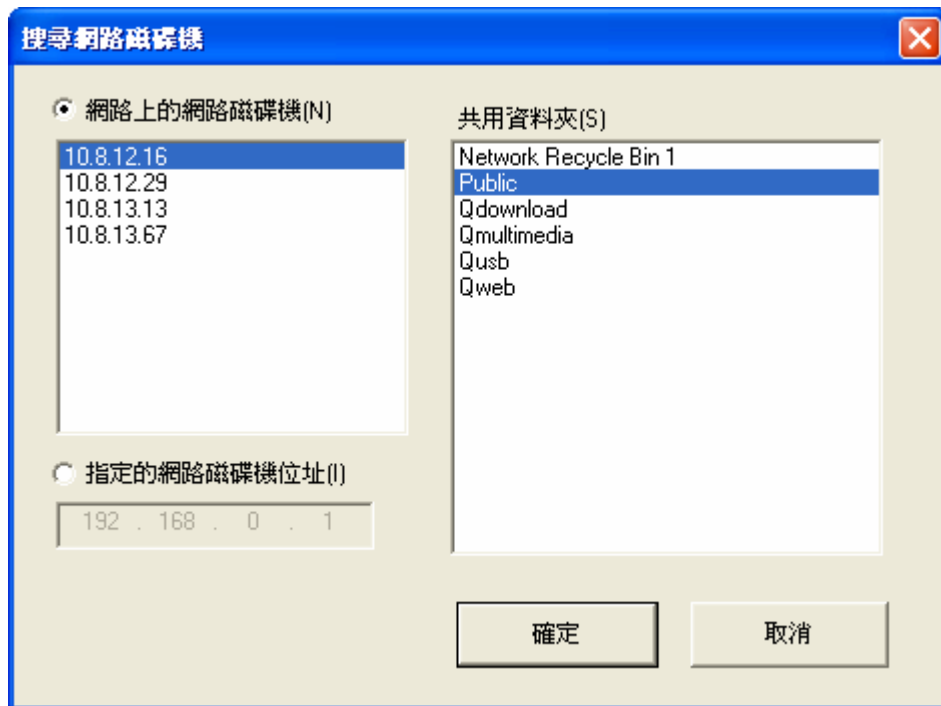 搜尋網路磁碟機
網路上的網路磁碟機(N)
10.8.12.16
10.8.12.29
10.8.13.13
10.8.13.67
指定的網路磁碟機位址(I)
192 . 168 . 0 . 1
共用資料夾(S)
Network Recycle Bin 1
Public
Qdownload
Qmultimedia
Qusb
Qweb
確定
取消